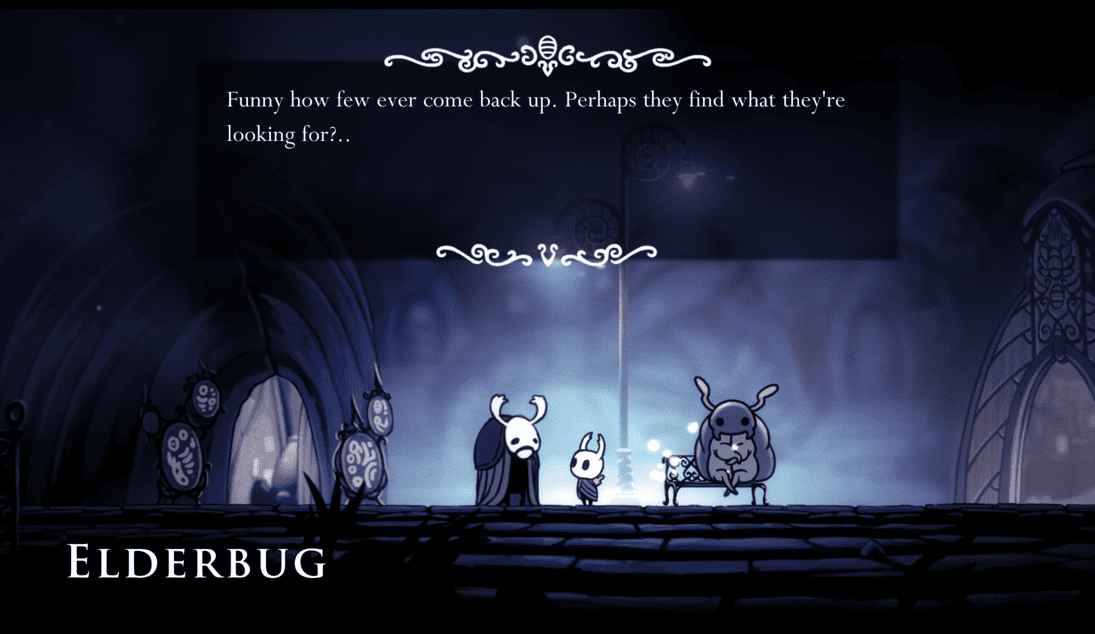 Funny how few ever come back up. Perhaps they find what they're
looking for?..
ELDERBUG